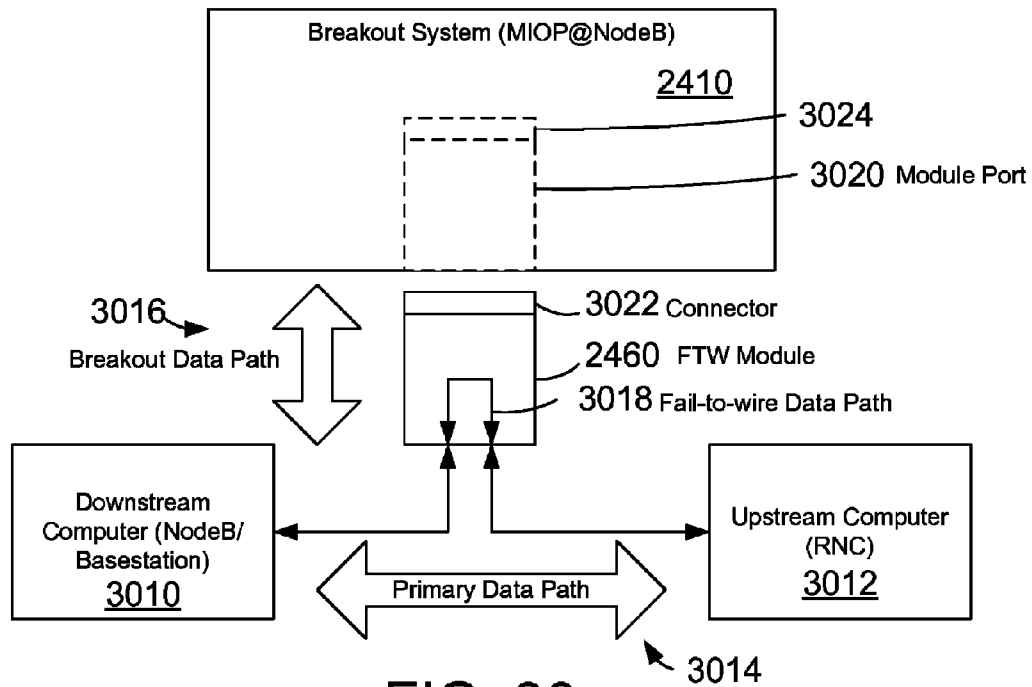 Breakout System (MIOP@NodeB)
2410
3024
3020 Module Port
3022 Connector
3016
Breakout Data Path
2460 FTW Module
3018 Fail-to-wire Data Path
Downstream
Computer (NodeB/
Basestation)
3010
Upstream Computer
(RNC)
3012
Primary Data Path
3014